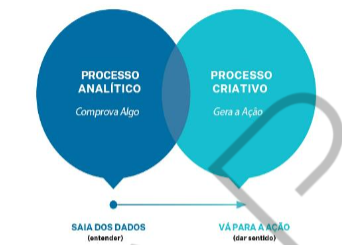 PROCESSO
ANALÍTICO
Comprova Algo
PROCESSO
CRIATIVO
Gera a Ação
SAIA DOS DADOS
(entender)
VÁ PARA A AÇÃO
(dar sentido)